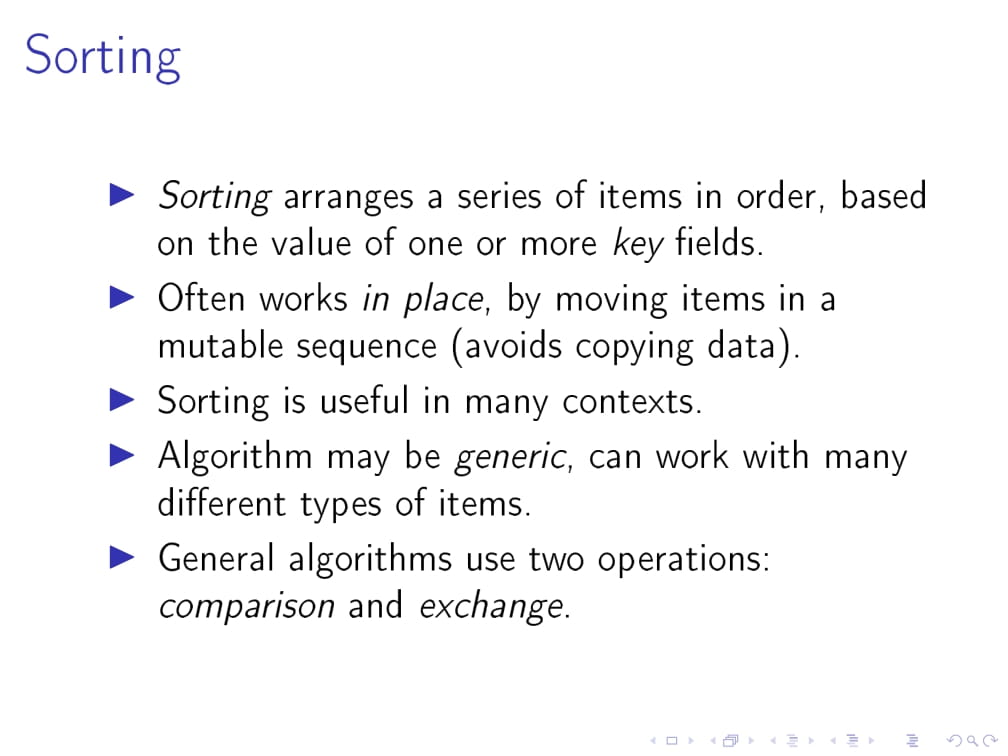 Sorting
Sorting arranges a series of items in order, based
on the value of one or more key fields.
Often works in place, by moving items in a
mutable sequence (avoids copying data).
Sorting is useful in many contexts.
Algorithm may be generic, can work with many
different types of items.
General algorithms use two operations:
comparison and exchange.